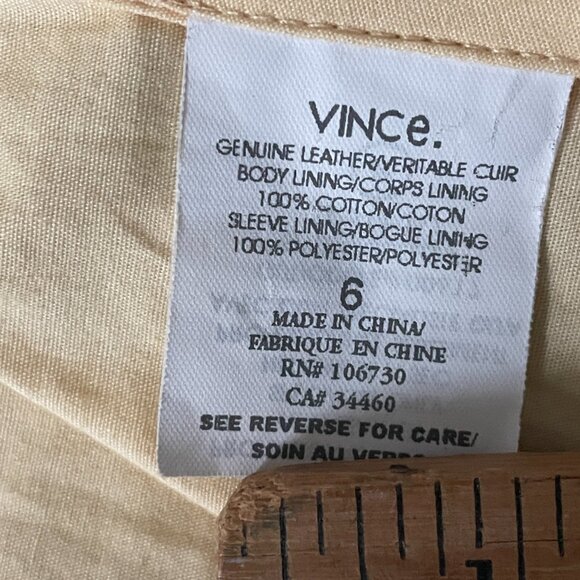 VINCe.
GENUINE LEATHER/VERITABLE CUIR
BODY LINING/CORPS LINING
100% COTTON/COTON
SLEEVE LINING/BOGUE LINING
100% POLYESTER/POLYESTER
6
MADE IN CHINA/
FABRIQUE EN CHINE
RN# 106730
CA# 34460
SEE REVERSE FOR CARE/
SOIN AU
1